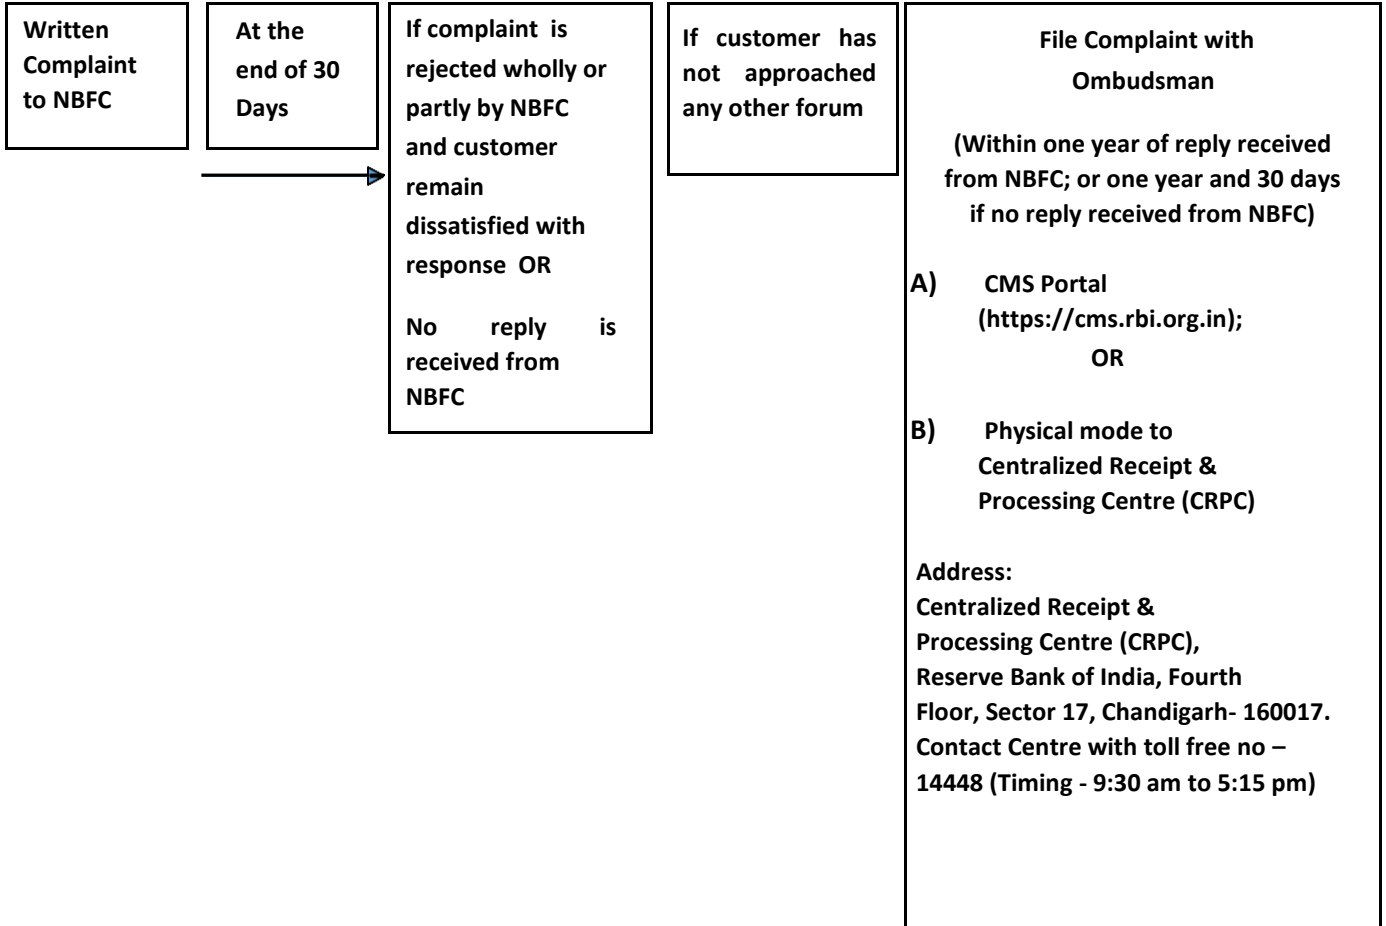 Written
Complaint
to NBFC
At the
end of 30
Days
If complaint is
rejected wholly or
partly by NBFC
and customer
remain
dissatisfied with
response OR
No reply is
received from
NBFC
If customer has
not approached
any other forum
File Complaint with
Ombudsman
(Within one year of reply received
from NBFC; or one year and 30 days
if no reply received from NBFC)
A) CMS Portal
(https://cms.rbi.org.in);
OR
B) Physical mode to
Centralized Receipt &
Processing Centre (CRPC)
Address:
Centralized Receipt &
Processing Centre (CRPC),
Reserve Bank of India, Fourth
Floor, Sector 17, Chandigarh- 160017.
Contact Centre with toll free no –
14448 (Timing - 9:30 am to 5:15 pm)